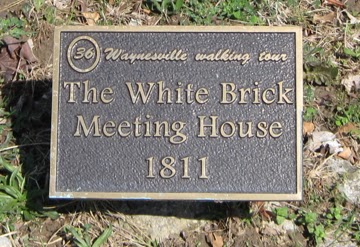 36 Waynesville walking tour
The White Brick
Meeting House
1811